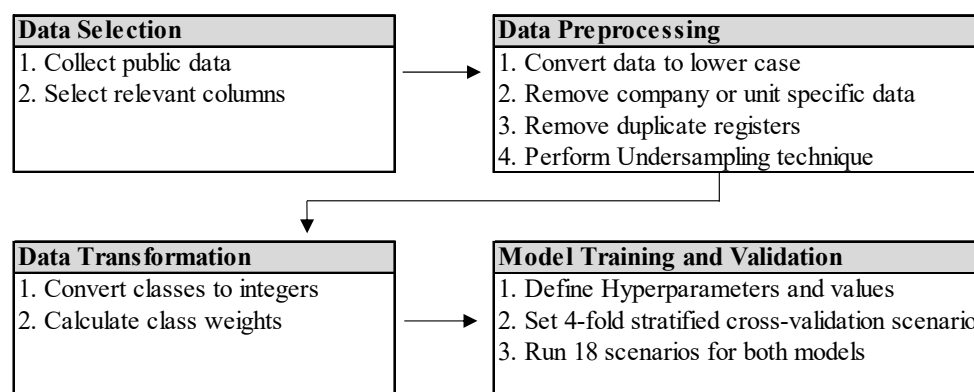 Data Selection
1. Collect public data
2. Select relevant columns
Data Preprocessing
1. Convert data to lower case
2. Remove company or unit specific data
3. Remove duplicate registers
4. Perform Undersampling technique
Data Transformation
1. Convert classes to integers
2. Calculate class weights
Model Training and Validation
1. Define Hyperparameters and values
2. Set 4-fold stratified cross-validation scenario
3. Run 18 scenarios for both models